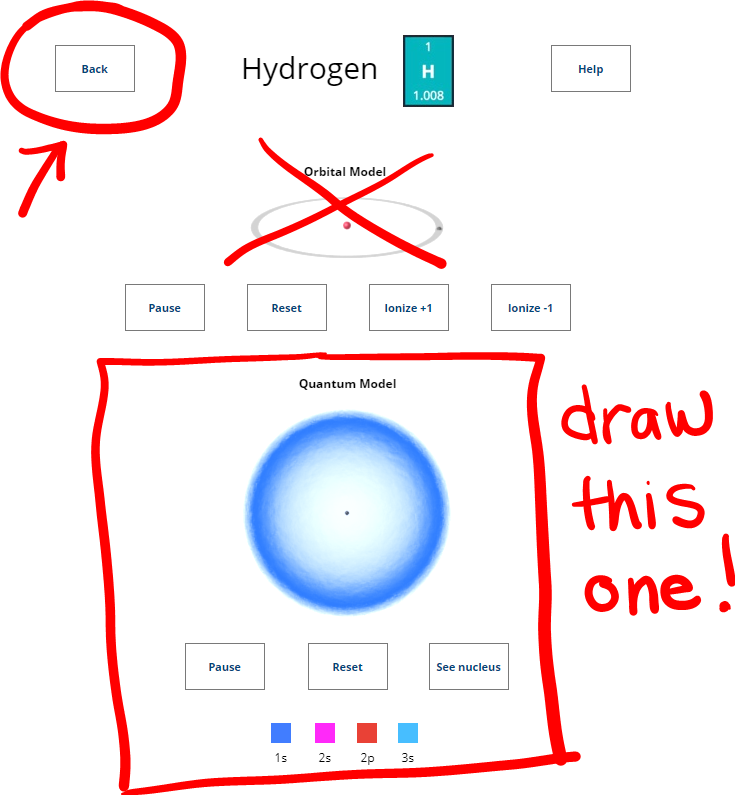 Back
Hydrogen
1
H
1.008
Help
Orbital Model
Pause
Reset
Ionize +1
Ionize -1
Quantum Model
draw
this
one!
Pause
Reset
See nucleus
1s
2s
2p
3s